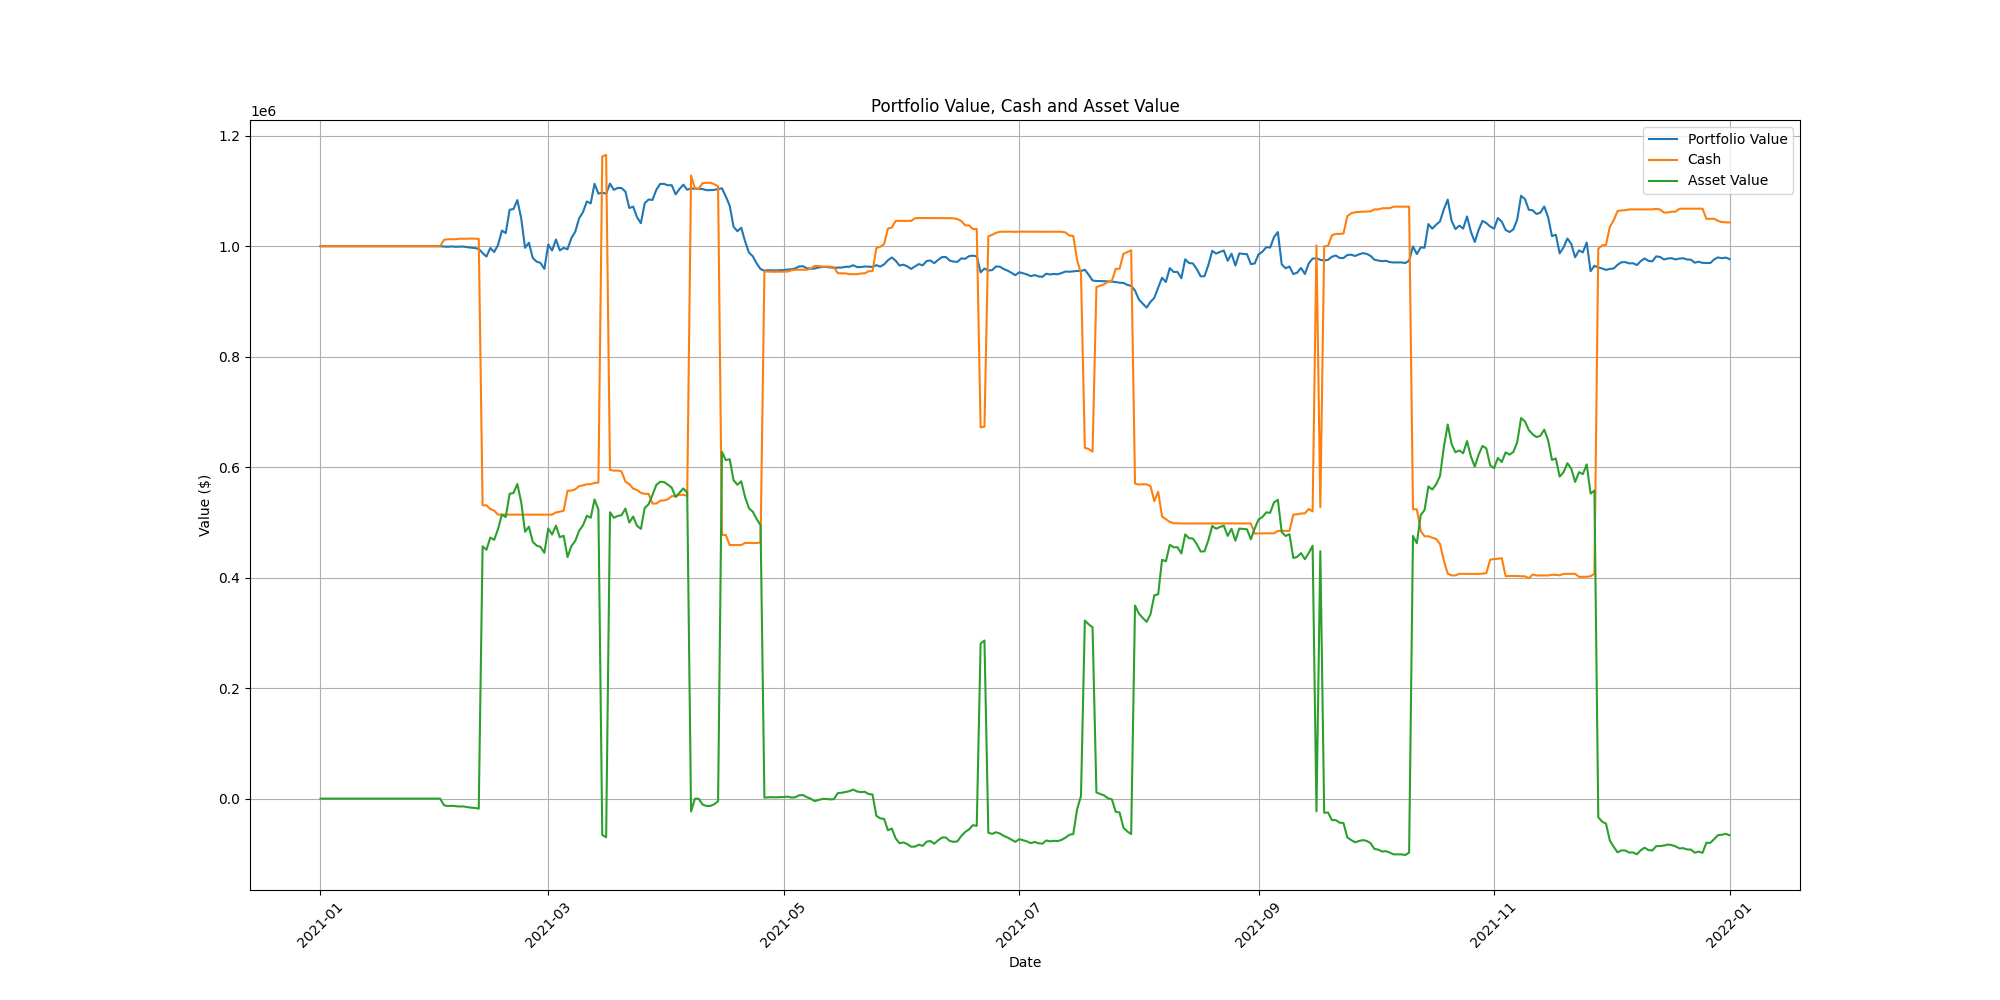 Portfolio Value, Cash and Asset Value
1e6
Portfolio Value
Cash
Asset Value
1.2
1.0
0.8
0.6
0.4
0.2
0.0
Value ($)
2021-01
2021-03
2021-05
2021-07
2021-09
2021-11
2022-01
Date